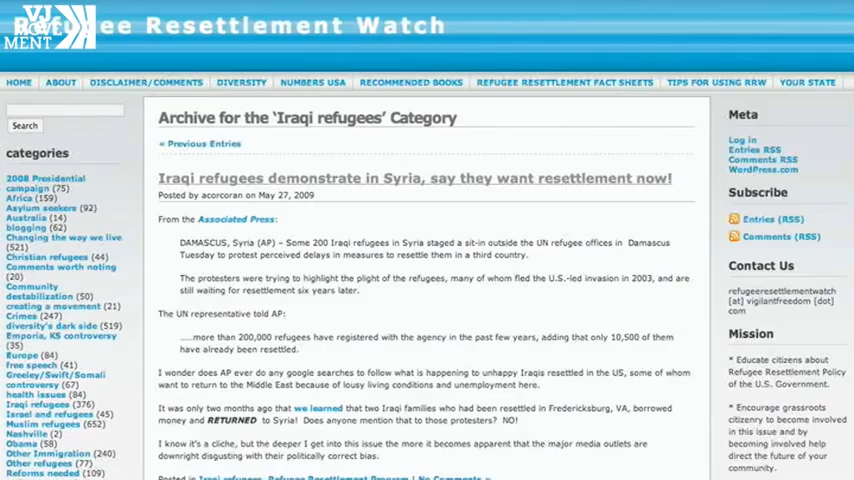 Refugee Resettlement Watch
VJ
MOVE
MENT
HOME ABOUT DISCLAIMER/COMMENTS DIVERSITY NUMBERS USA RECOMMENDED BOOKS REFUGEE RESETTLEMENT FACT SHEETS TIPS FOR USING RRW YOUR STATE
Search
categories
2008 Presidential
campaign (75)
Africa (159)
Asylum seekers (92)
Australia (14)
blogging (62)
Changing the way we live
(521)
Christian refugees (44)
Comments worth noting
(20)
Community
destabilization (50)
creating a movement (21)
Crimes (247)
diversity's dark side (519)
Emporia, KS controversy
(35)
Europe (84)
free speech (41)
Greeley/Swift/Somali
controversy (67)
health issues (84)
Iraqi refugees (376)
Israel and refugees (45)
Muslim refugees (652)
Nashville (2)
Obama (58)
Other Immigration (240)
Other refugees (77)
Reforms needed (109)
Archive for the ‘Iraqi refugees’ Category
« Previous Entries
Iraqi refugees demonstrate in Syria, say they want resettlement now!
Posted by acorcoran on May 27, 2009
From the Associated Press:
DAMASCUS, Syria (AP) – Some 200 Iraqi refugees in Syria staged a sit-in outside the UN refugee offices in Damascus
Tuesday to protest perceived delays in measures to resettle them in a third country.
The protesters were trying to highlight the plight of the refugees, many of whom fled the U.S.-led invasion in 2003, and are
still waiting for resettlement six years later.
The UN representative told AP:
.....more than 200,000 refugees have registered with the agency in the past few years, adding that only 10,500 of them
have already been resettled.
I wonder does AP ever do any google searches to follow what is happening to unhappy Iraqis resettled in the US, some of whom
want to return to the Middle East because of lousy living conditions and unemployment here.
It was only two months ago that we learned that two Iraqi families who had been resettled in Fredericksburg, VA, borrowed
money and RETURNED to Syria! Does anyone mention that to those protesters? NO!
I know it's a cliche, but the deeper I get into this issue the more it becomes apparent that the major media outlets are
downright disgusting with their politically correct bias.
Posted in Iraqi refugees, Refugee Resettlement Program | No Comments »
Meta
Log in
Entries RSS
Comments RSS
WordPress.com
Subscribe
Entries (RSS)
Comments (RSS)
Contact Us
refugeeresettlementwatch
[at] vigilantfreedom [dot]
com
Mission
* Educate citizens about
Refugee Resettlement Policy
of the U.S. Government.
* Encourage grassroots
citizenry to become involved
in this issue and by
becoming involved help
direct the future of your
community.